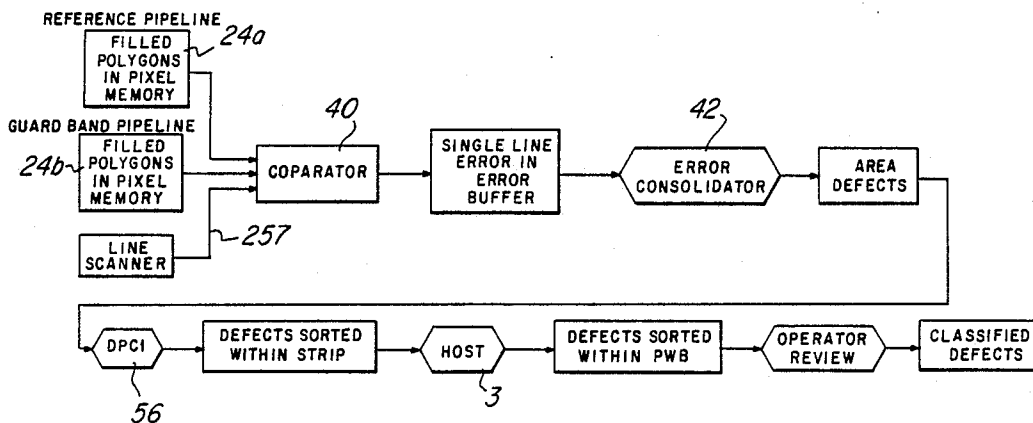 REFERENCE PIPELINE
FILLED
POLYGONS
IN PIXEL
MEMORY
24a
GUARD BAND PIPELINE
FILLED
POLYGONS
IN PIXEL
MEMORY
24b
LINE
SCANNER
257
40
COPARATOR
SINGLE LINE
ERROR IN
ERROR
BUFFER
42
ERROR
CONSOLIDATOR
AREA
DEFECTS
DPC1
56
DEFECTS SORTED
WITHIN STRIP
HOST
3
DEFECTS SORTED
WITHIN PWB
OPERATOR
REVIEW
CLASSIFIED
DEFECTS